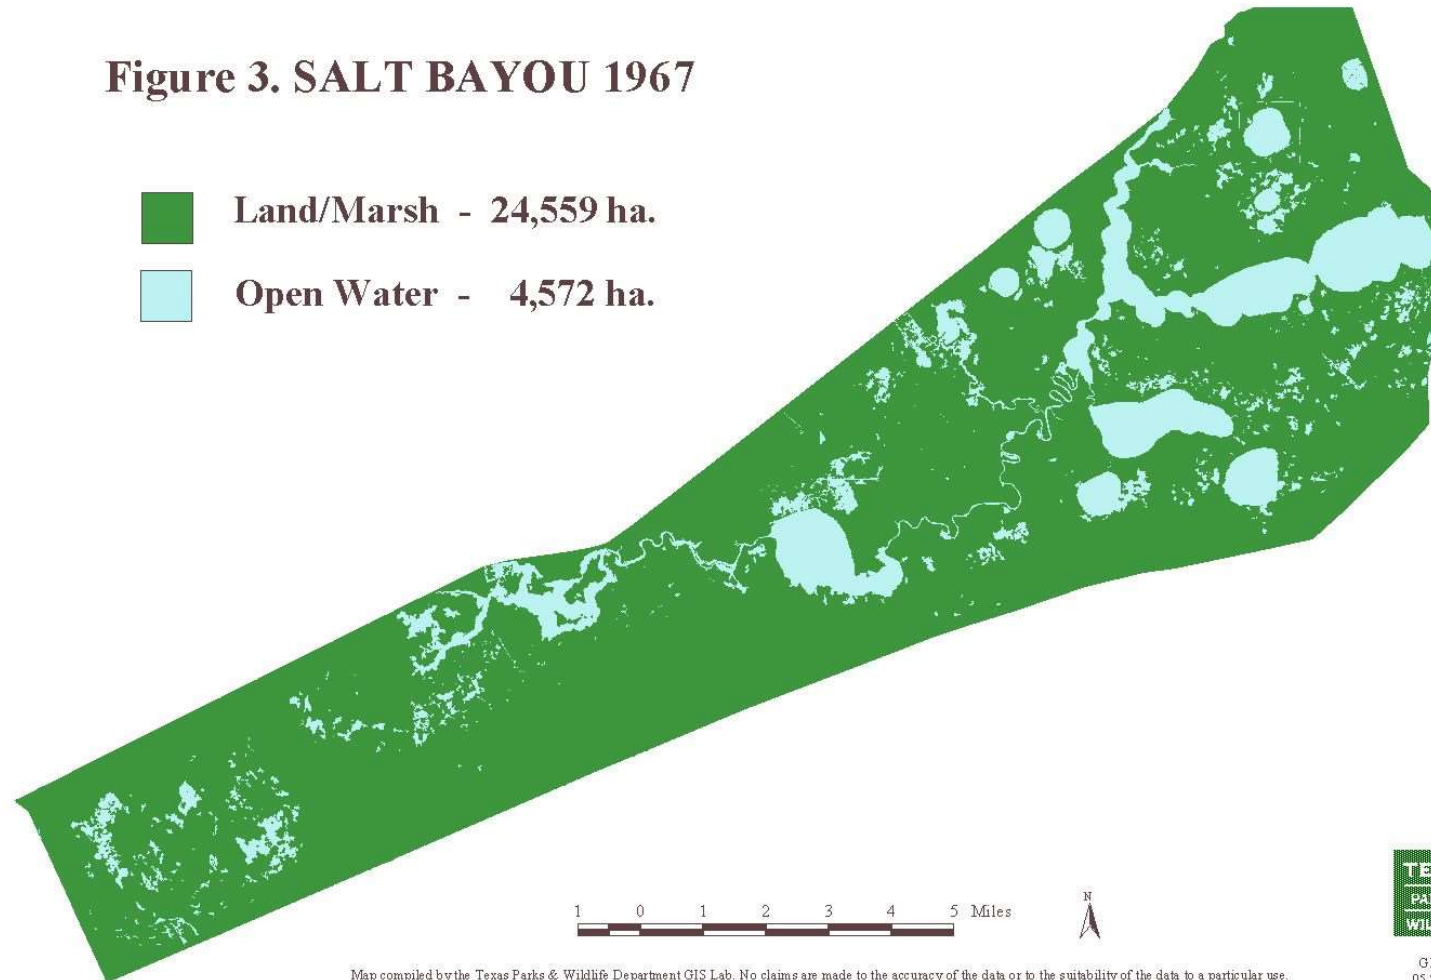 Figure 3. SALT BAYOU 1967
Land/Marsh - 24,559 ha.
Open Water - 4,572 ha.
1 0 1 2 3 4 5 Miles
N
Map compiled by the Texas Parks & Wildlife Department GIS Lab. No claims are made to the accuracy of the data or to the suitability of the data to a particular use.